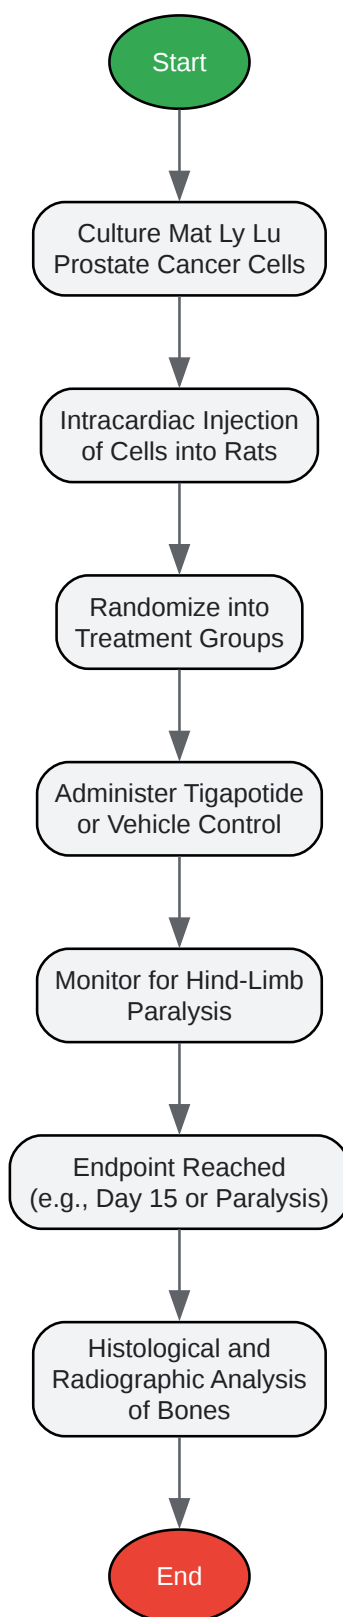 Start
Culture Mat Ly Lu
Prostate Cancer Cells
Intracardiac Injection
of Cells into Rats
Randomize into
Treatment Groups
Administer Tigapotide
or Vehicle Control
Monitor for Hind-Limb
Paralysis
Endpoint Reached
(e.g., Day 15 or Paralysis)
Histological and
Radiographic Analysis
of Bones
End